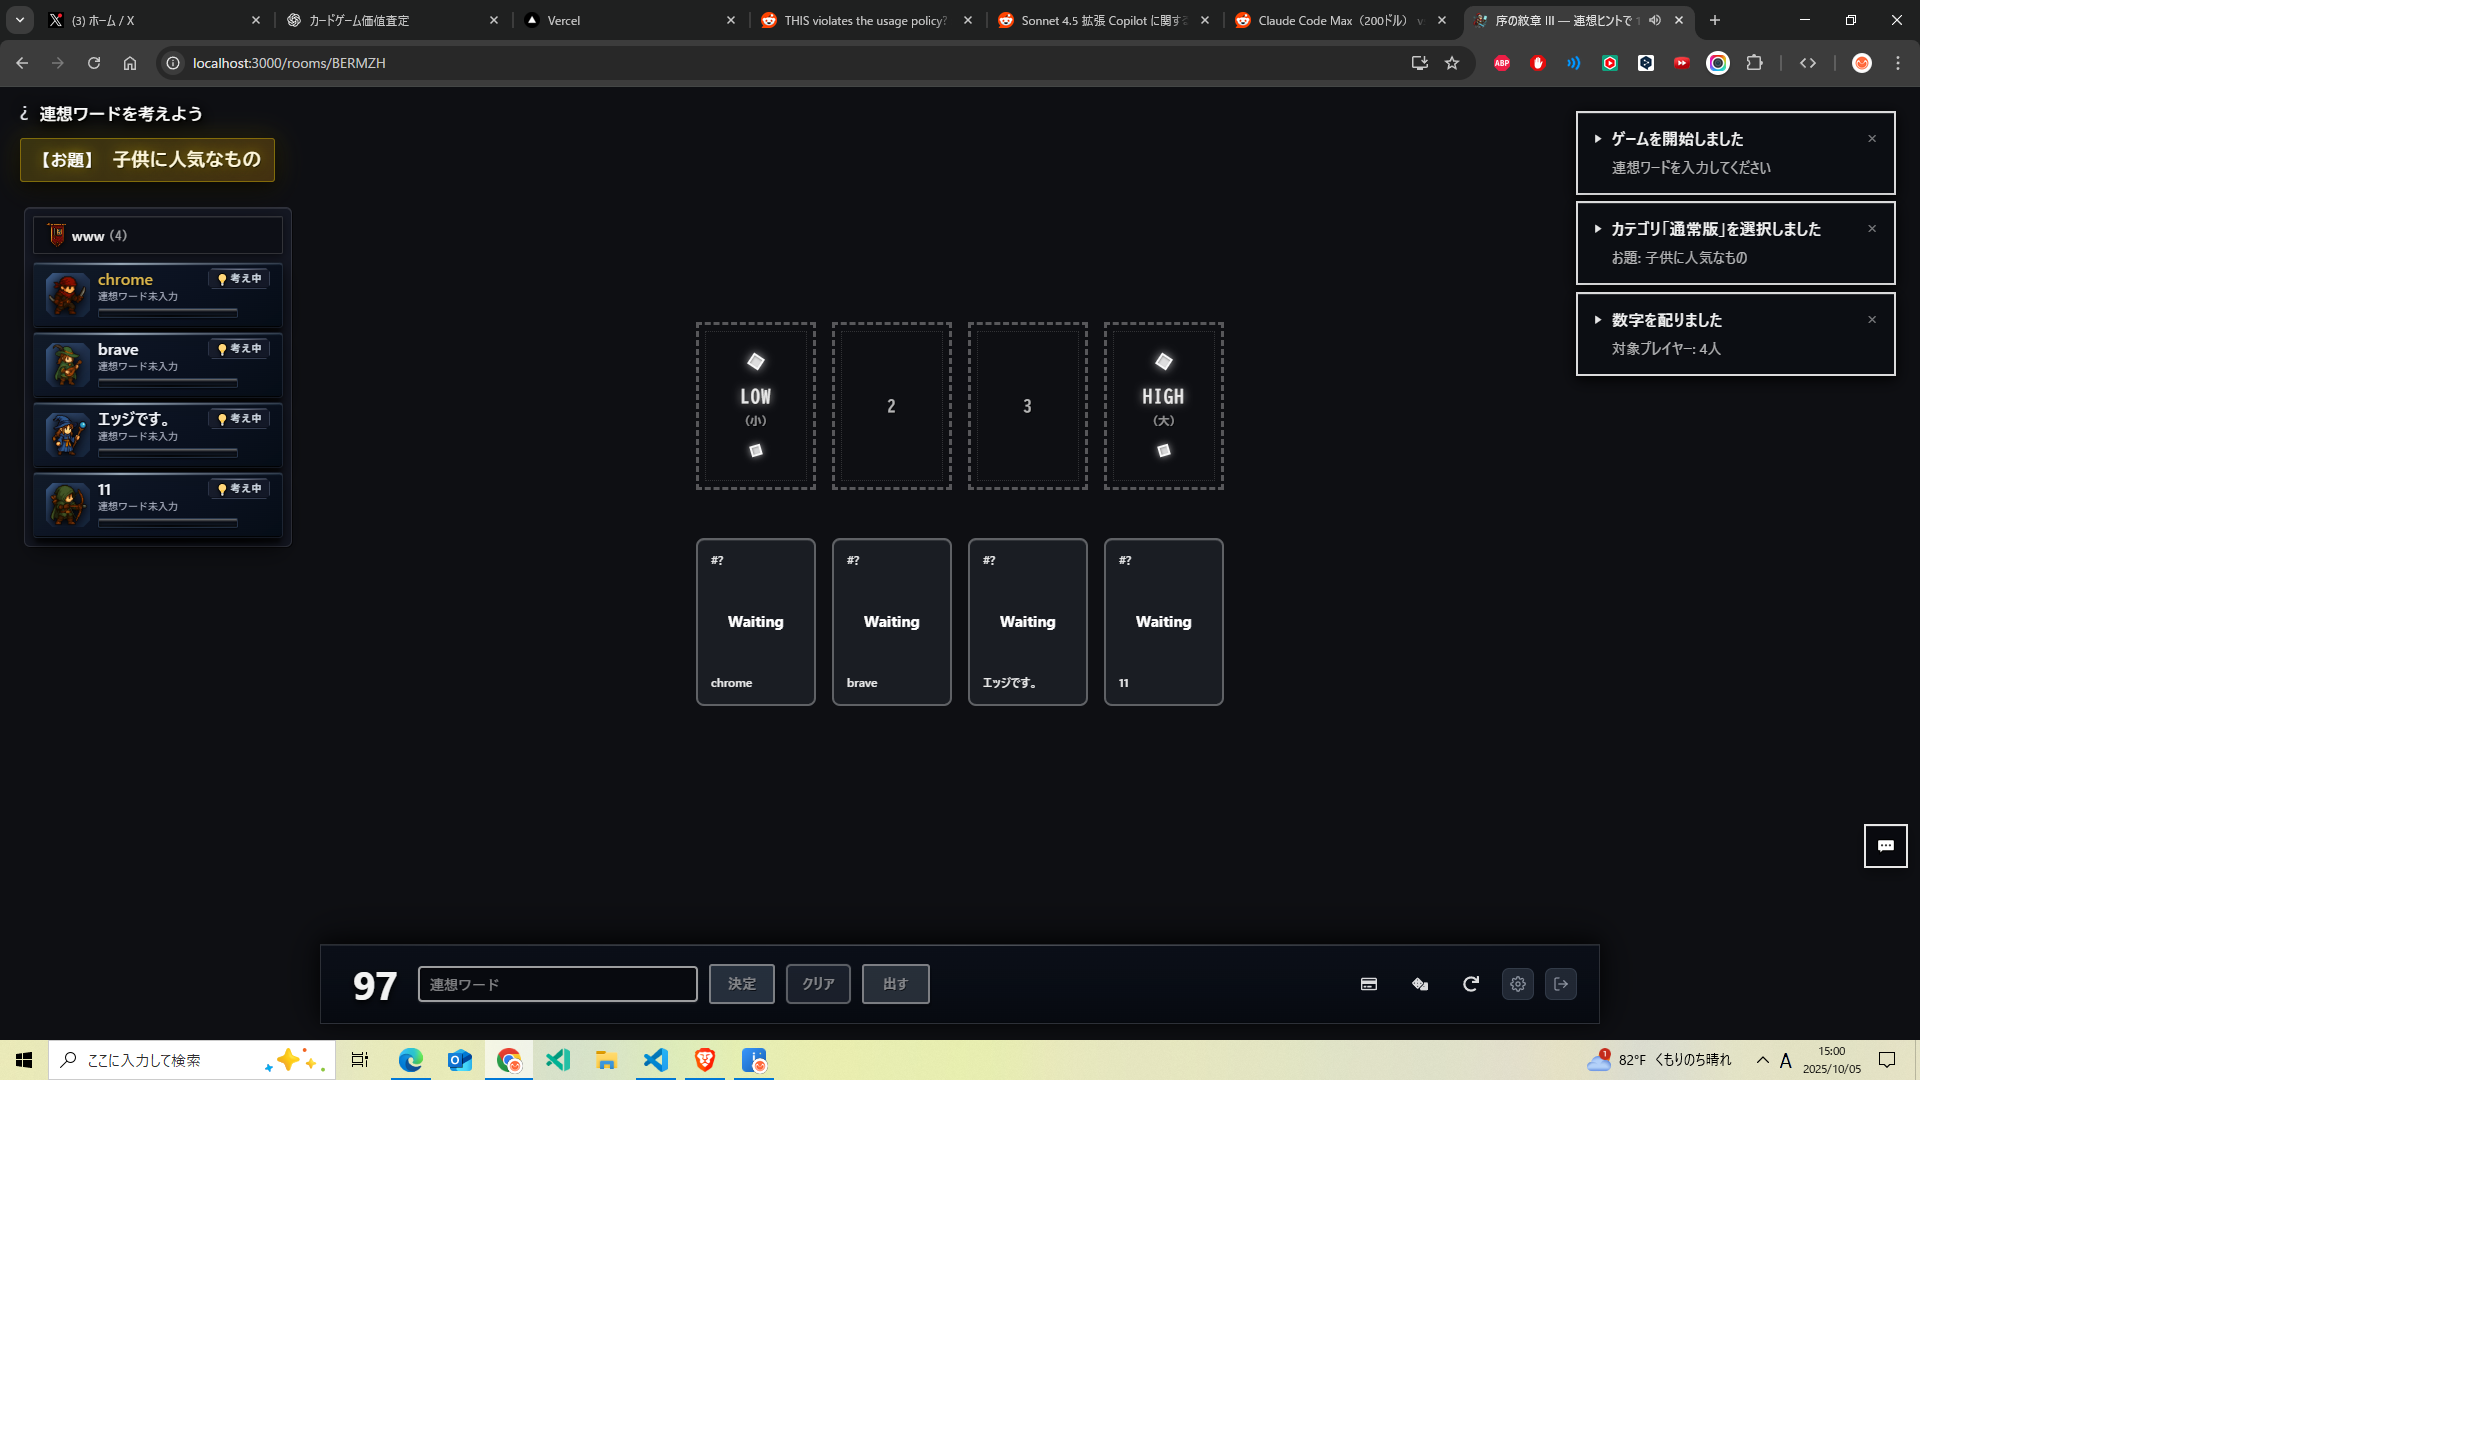 (3) ホーム / X
カードゲーム価値査定
Vercel
THIS violates the usage policy?
Sonnet 4.5 拡張 Copilot に関する
Claude Code Max（200ドル） v
序の紋章 III — 連想ヒントで 1
localhost:3000/rooms/BERMZH
ABP
¿ 連想ワードを考えよう
【お題】 子供に人気なもの
www (4)
chrome
考え中
連想ワード未入力
brave
考え中
連想ワード未入力
エッジです。
考え中
連想ワード未入力
11
考え中
連想ワード未入力
ゲームを開始しました
連想ワードを入力してください
カテゴリ「通常版」を選択しました
お題: 子供に人気なもの
数字を配りました
対象プレイヤー: 4人
LOW
(小)
2
3
HIGH
(大)
#?
Waiting
chrome
#?
Waiting
brave
#?
Waiting
エッジです。
#?
Waiting
11
97
連想ワード
決定
クリア
出す
ここに入力して検索
1
82°F くもりのち晴れ
A
15:00
2025/10/05